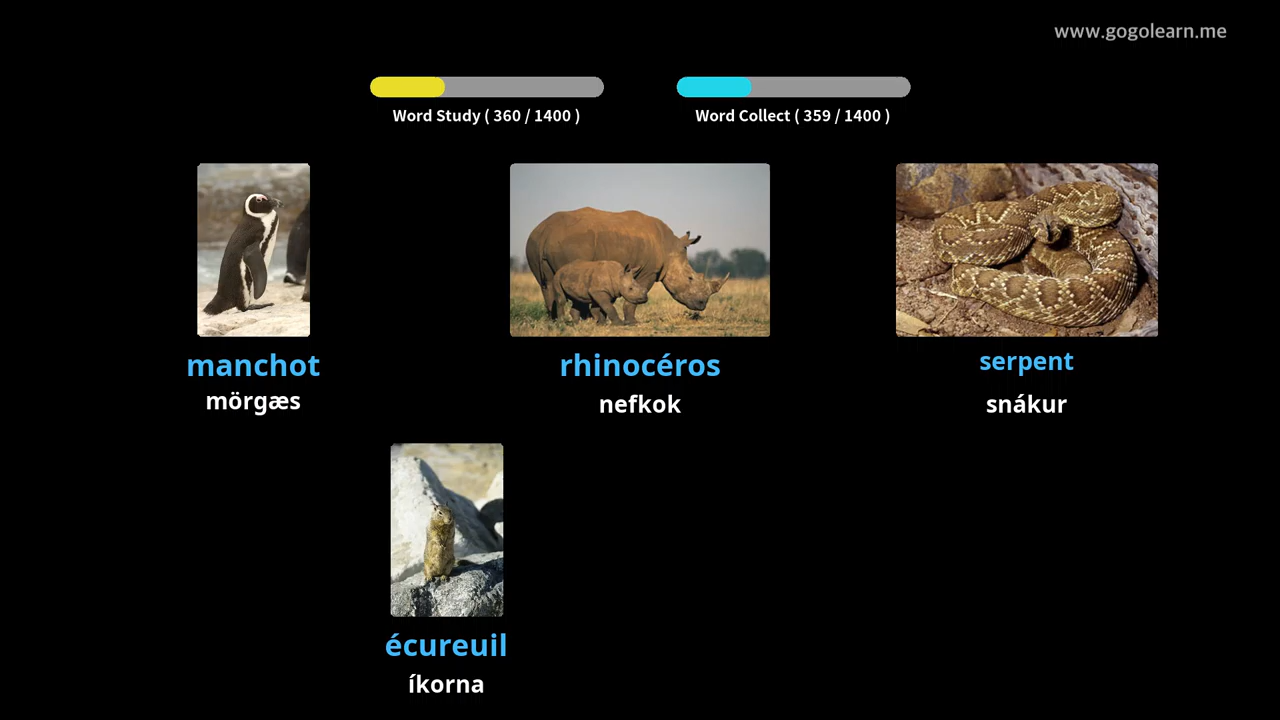 www.gogolearn.me
Word Study ( 360 / 1400 )
Word Collect ( 359 / 1400 )
manchot
mörgæs
rhinocéros
nefkok
serpent
snákur
écureuil
íkorna